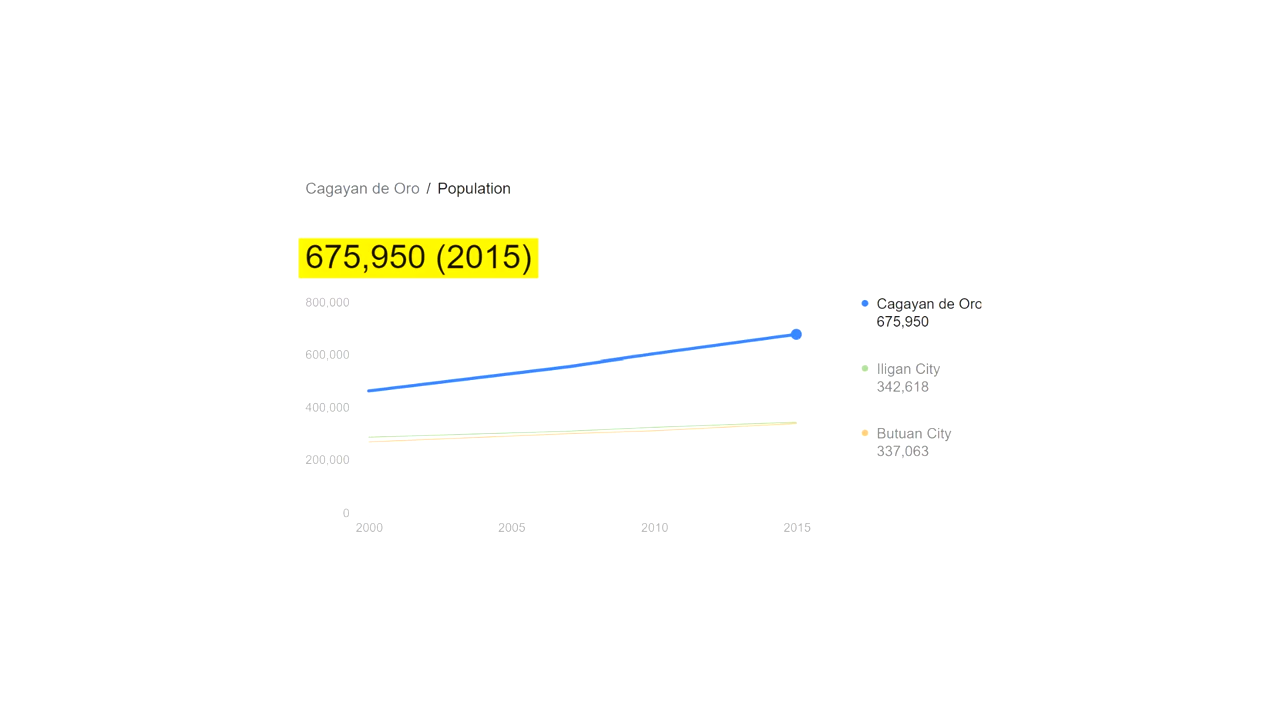 Cagayan de Oro / Population
675,950 (2015)
800,000
600,000
400,000
200,000
0
2000 2005 2010 2015
Cagayan de Oro
675,950
Iligan City
342,618
Butuan City
337,063